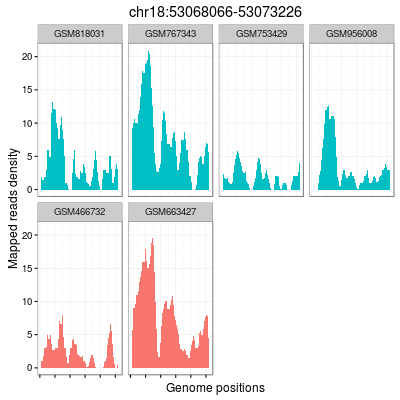 chr18:53068066-53073226
GSM818031 GSM767343 GSM753429 GSM956008
20
15
10
5
0
GSM466732 GSM663427
20
15
10
5
0
Mapped reads density
Genome positions